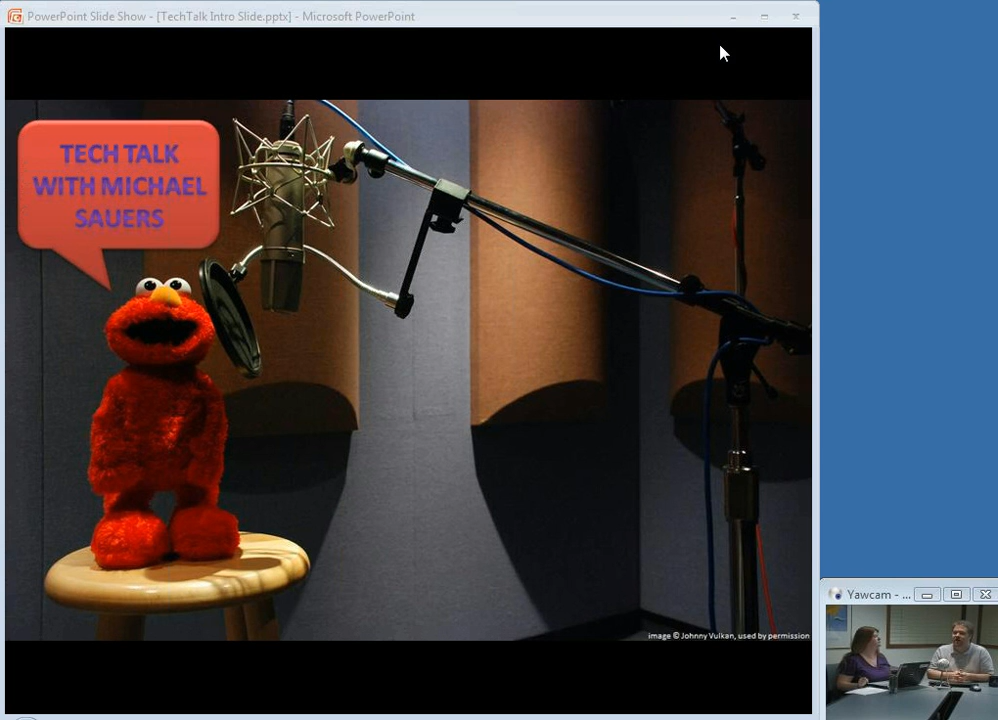 PowerPoint Slide Show - [TechTalk Intro Slide.pptx] - Microsoft PowerPoint
TECH TALK
WITH MICHAEL
SAUERS
image © Johnny Vulkan, used by permission
Yawcam - ...